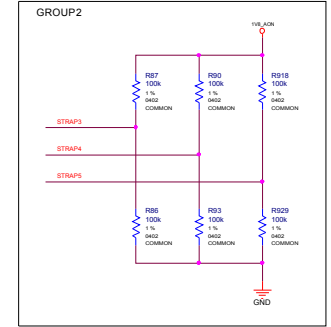 GROUP2
1V8_AON
R87
100k
1 %
0402
COMMON
R90
100k
1 %
0402
COMMON
R918
100k
1 %
0402
COMMON
STRAP3
STRAP4
STRAP5
R86
100k
1 %
0402
COMMON
R93
100k
1 %
0402
COMMON
R929
100k
1 %
0402
COMMON
GND